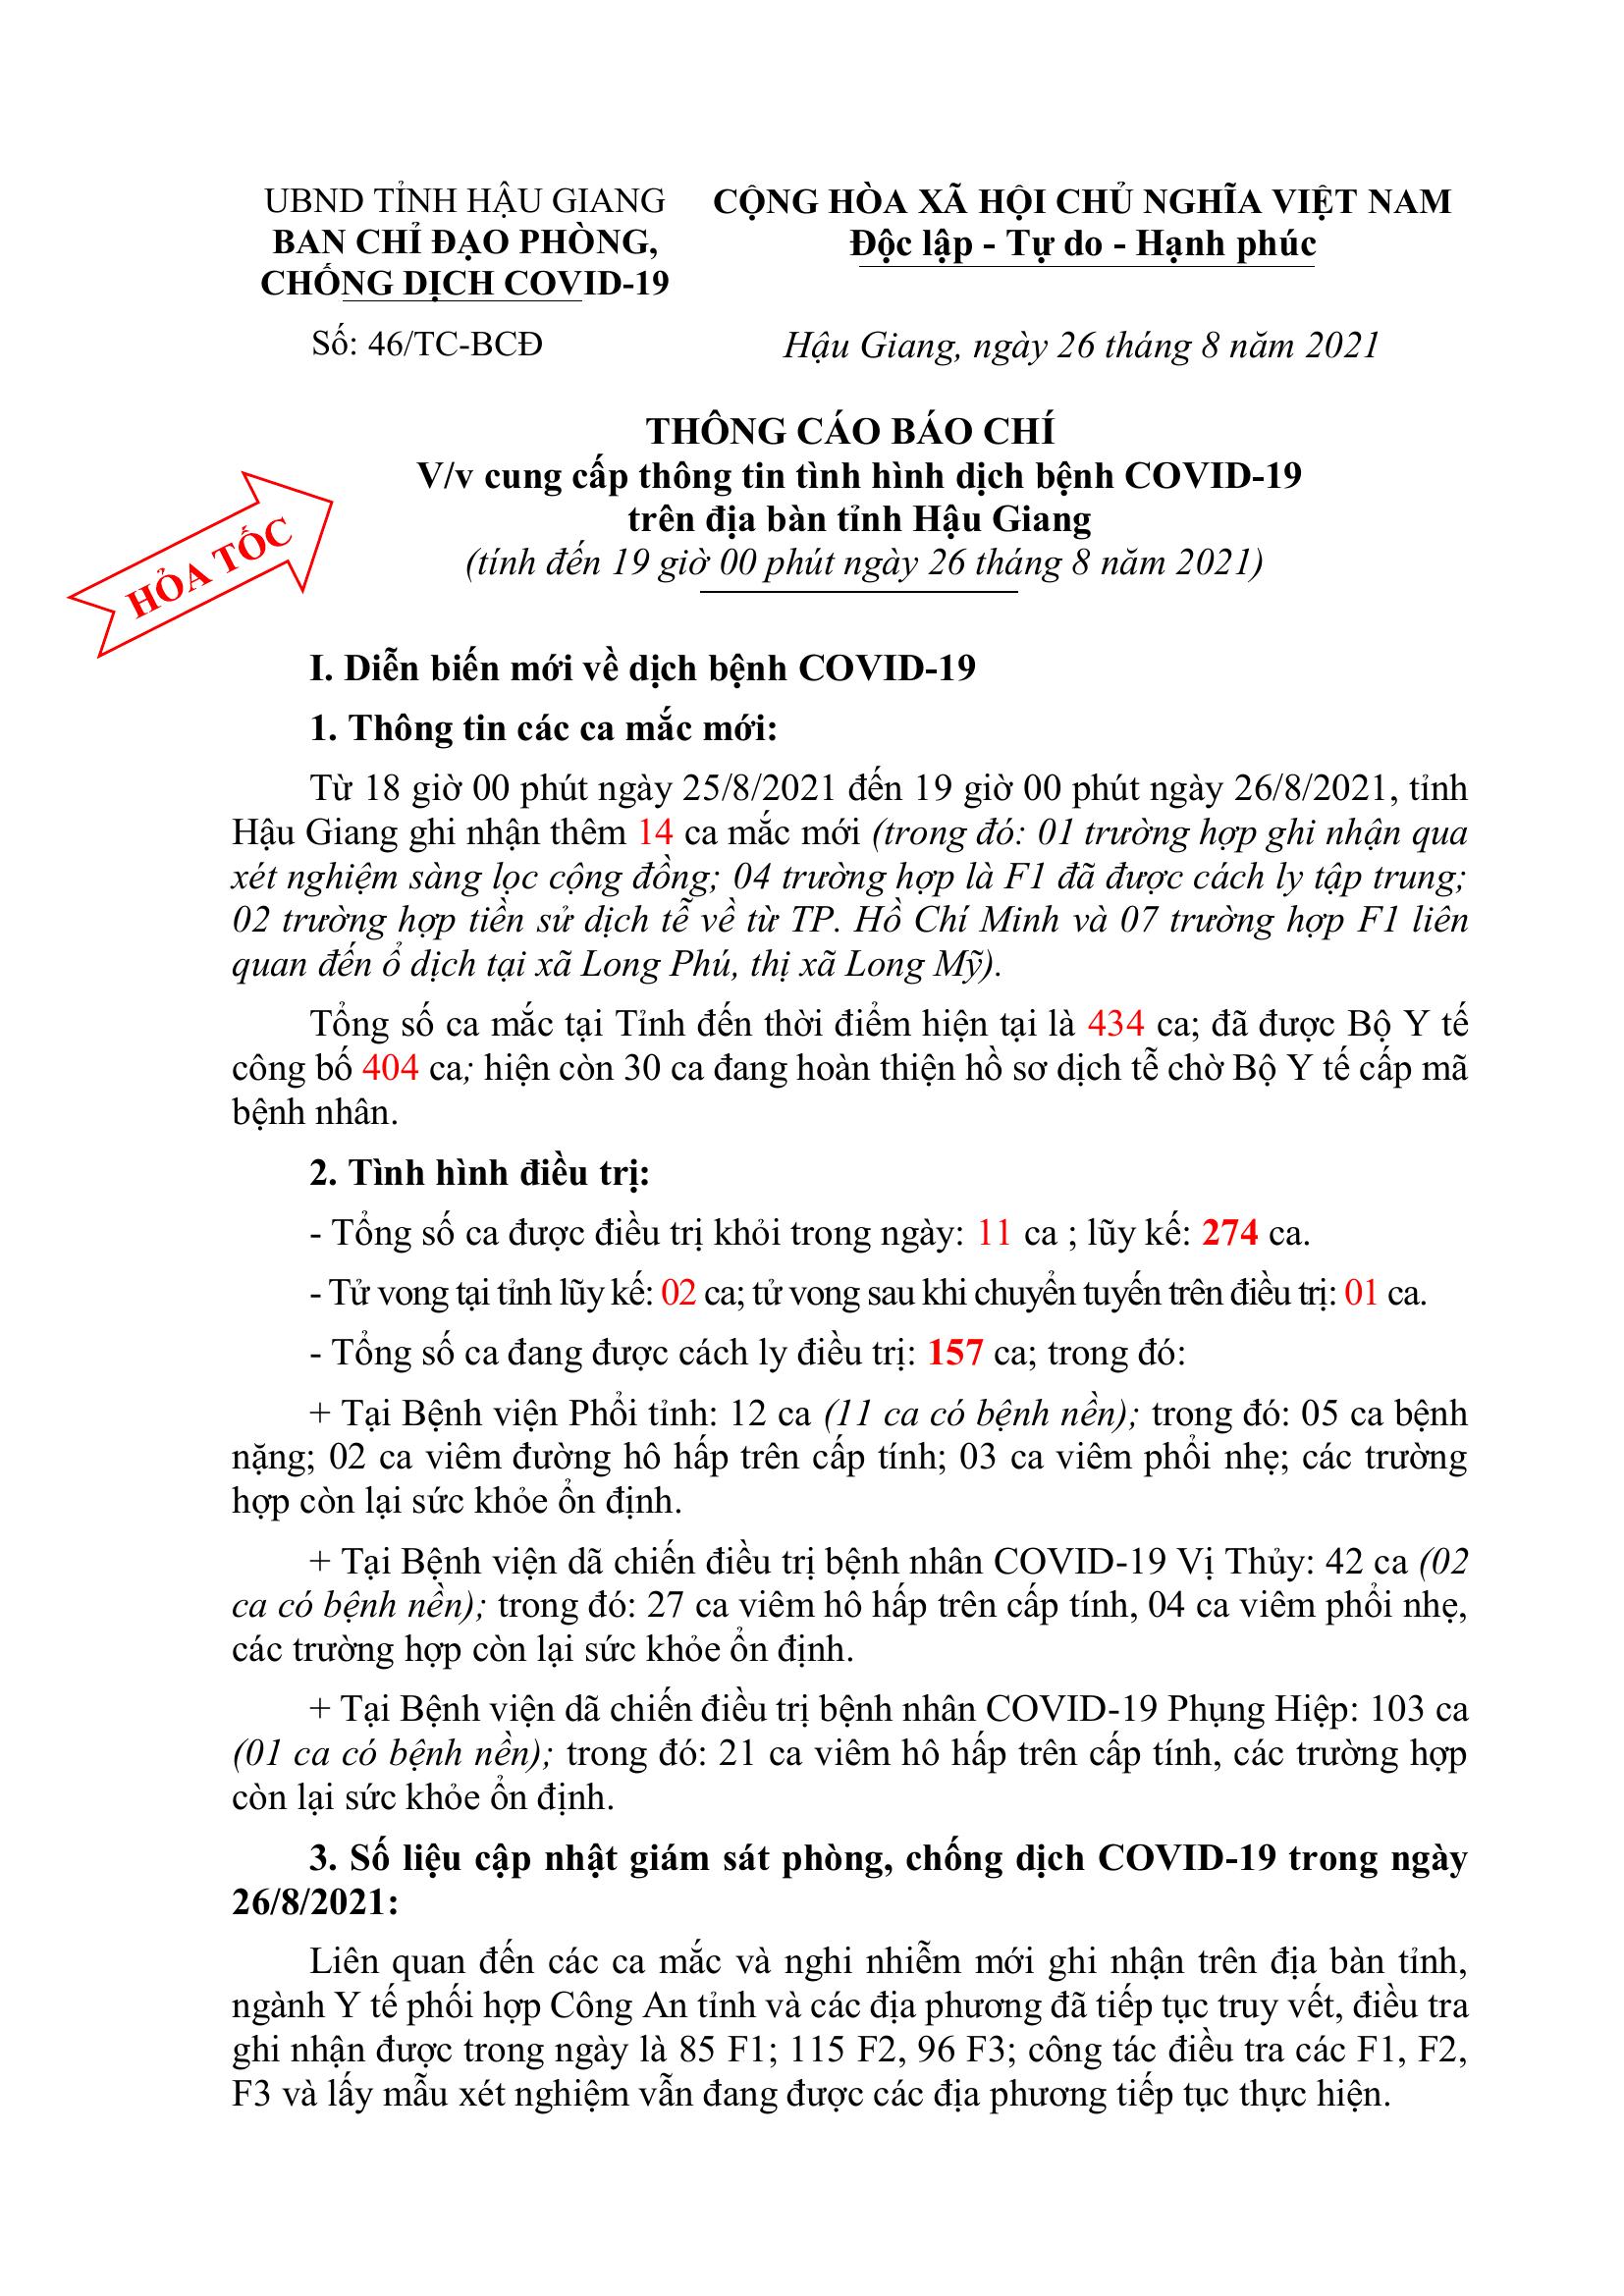 UBND TỈNH HẬU GIANG
BAN CHỈ ĐẠO PHÒNG,
CHỐNG DỊCH COVID-19
Số: 46/TC-BCĐ
CỘNG HÒA XÃ HỘI CHỦ NGHĨA VIỆT NAM
Độc lập - Tự do - Hạnh phúc
Hậu Giang, ngày 26 tháng 8 năm 2021
THÔNG CÁO BÁO CHÍ
V/v cung cấp thông tin tình hình dịch bệnh COVID-19
trên địa bàn tỉnh Hậu Giang
(tính đến 19 giờ 00 phút ngày 26 tháng 8 năm 2021)
HỎA TỐC
I. Diễn biến mới về dịch bệnh COVID-19
1. Thông tin các ca mắc mới:
Từ 18 giờ 00 phút ngày 25/8/2021 đến 19 giờ 00 phút ngày 26/8/2021, tỉnh
Hậu Giang ghi nhận thêm 14 ca mắc mới (trong đó: 01 trường hợp ghi nhận qua
xét nghiệm sàng lọc cộng đồng; 04 trường hợp là F1 đã được cách ly tập trung;
02 trường hợp tiền sử dịch tễ về từ TP. Hồ Chí Minh và 07 trường hợp F1 liên
quan đến ổ dịch tại xã Long Phú, thị xã Long Mỹ).
Tổng số ca mắc tại Tỉnh đến thời điểm hiện tại là 434 ca; đã được Bộ Y tế
công bố 404 ca; hiện còn 30 ca đang hoàn thiện hồ sơ dịch tễ chờ Bộ Y tế cấp mã
bệnh nhân.
2. Tình hình điều trị:
- Tổng số ca được điều trị khỏi trong ngày: 11 ca ; lũy kế: 274 ca.
- Tử vong tại tỉnh lũy kế: 02 ca; tử vong sau khi chuyển tuyến trên điều trị: 01 ca.
- Tổng số ca đang được cách ly điều trị: 157 ca; trong đó:
+ Tại Bệnh viện Phổi tỉnh: 12 ca (11 ca có bệnh nền); trong đó: 05 ca bệnh
nặng; 02 ca viêm đường hô hấp trên cấp tính; 03 ca viêm phổi nhẹ; các trường
hợp còn lại sức khỏe ổn định.
+ Tại Bệnh viện dã chiến điều trị bệnh nhân COVID-19 Vị Thủy: 42 ca (02
ca có bệnh nền); trong đó: 27 ca viêm hô hấp trên cấp tính, 04 ca viêm phổi nhẹ,
các trường hợp còn lại sức khỏe ổn định.
+ Tại Bệnh viện dã chiến điều trị bệnh nhân COVID-19 Phụng Hiệp: 103 ca
(01 ca có bệnh nền); trong đó: 21 ca viêm hô hấp trên cấp tính, các trường hợp
còn lại sức khỏe ổn định.
3. Số liệu cập nhật giám sát phòng, chống dịch COVID-19 trong ngày
26/8/2021:
Liên quan đến các ca mắc và nghi nhiễm mới ghi nhận trên địa bàn tỉnh,
ngành Y tế phối hợp Công An tỉnh và các địa phương đã tiếp tục truy vết, điều tra
ghi nhận được trong ngày là 85 F1; 115 F2, 96 F3; công tác điều tra các F1, F2,
F3 và lấy mẫu xét nghiệm vẫn đang được các địa phương tiếp tục thực hiện.